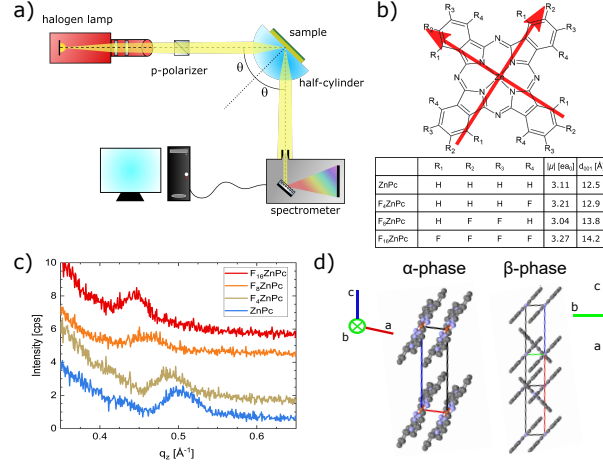 a)
halogen lamp
sample
p-polarizer
half-cylinder
θ
θ
spectrometer
b)
R2 R2
R3 R4 R4 R3
R1 R1
N N N
N Zn N
N N N
R4 R1 R1 R4
R3 R3
R2 R2
R1 R2 R3 R4 |μ| [ea0] d001 [Å
ZnPc H H H H 3.11 12.5
F4ZnPc H H H F 3.21 12.9
F8ZnPc H F F H 3.04 13.8
F16ZnPc F F F F 3.27 14.2
c)
F16ZnPc
F8ZnPc
F4ZnPc
ZnPc
Intensity [cps]
10
8
6
4
2
0
0.4 0.5 0.6
qz [Å-1]
d)
α-phase β-phase
c
a
b
c
b
a